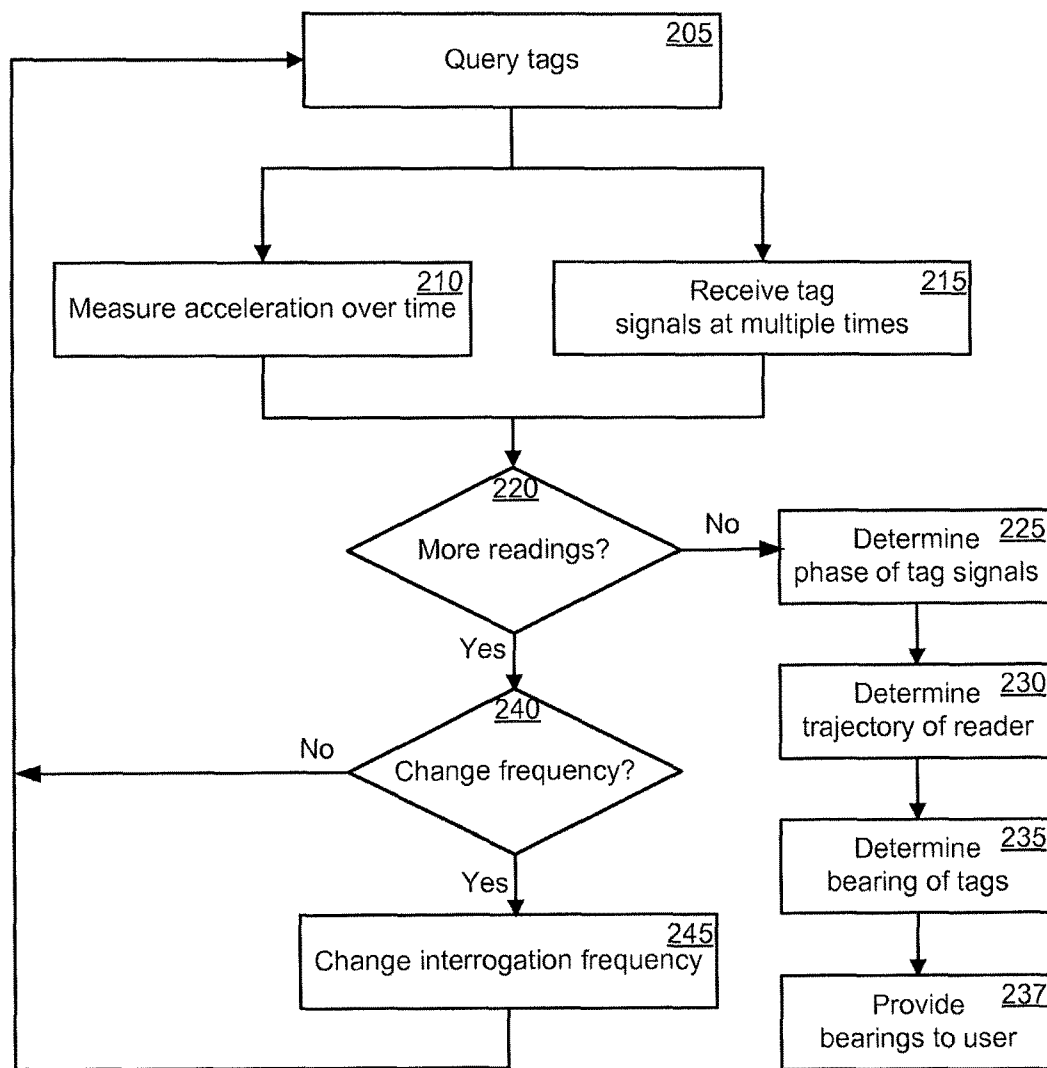 205
Query tags
210
Measure acceleration over time
215
Receive tag
signals at multiple times
220
More readings?
No
Yes
225
Determine
phase of tag signals
230
Determine
trajectory of reader
240
Change frequency?
No
Yes
235
Determine
bearing of tags
245
Change interrogation frequency
237
Provide
bearings to user